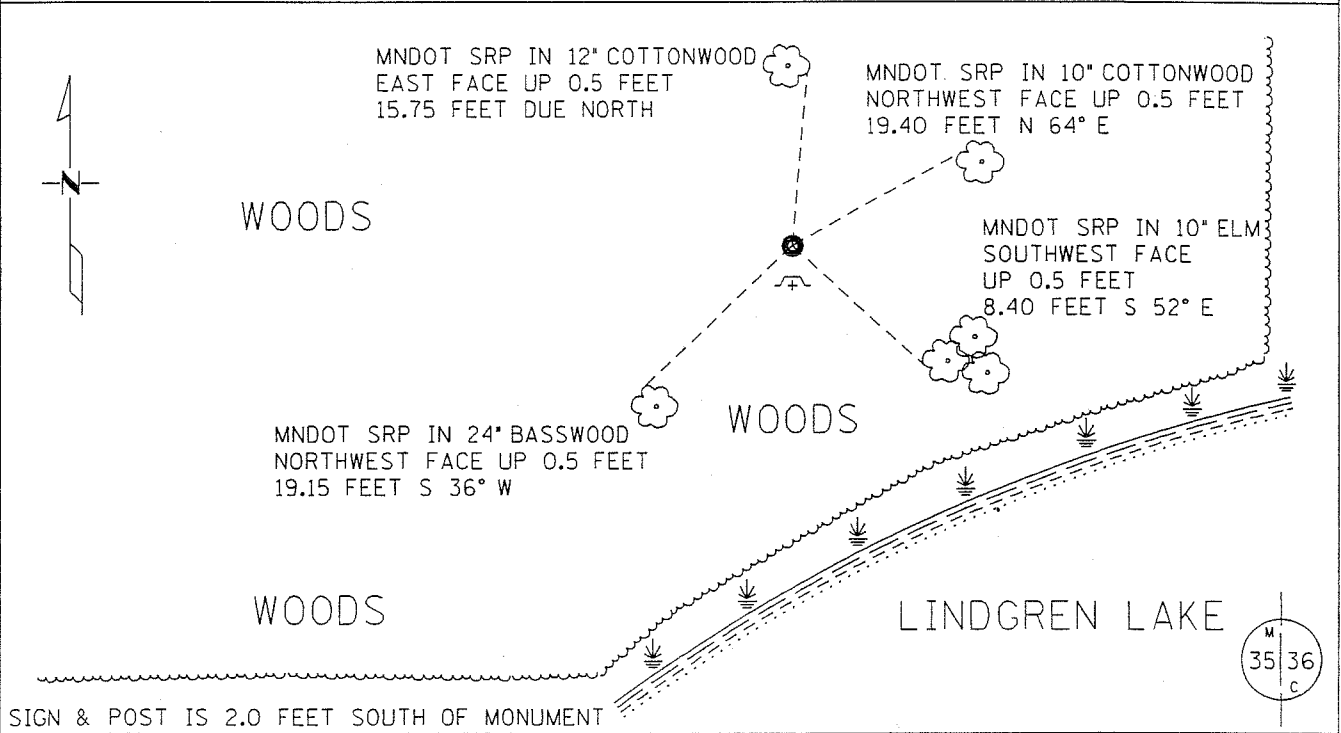 MNDOT SRP IN 12" COTTONWOOD
EAST FACE UP 0.5 FEET
15.75 FEET DUE NORTH
MNDOT. SRP IN 10" COTTONWOOD
NORTHWEST FACE UP 0.5 FEET
19.40 FEET N 64° E
N
WOODS
MNDOT SRP IN 10" ELM
SOUTHWEST FACE
UP 0.5 FEET
8.40 FEET S 52° E
WOODS
MNDOT SRP IN 24" BASSWOOD
NORTHWEST FACE UP 0.5 FEET
19.15 FEET S 36° W
WOODS
LINDGREN LAKE
M
35 36
C
SIGN & POST IS 2.0 FEET SOUTH OF MONUMENT